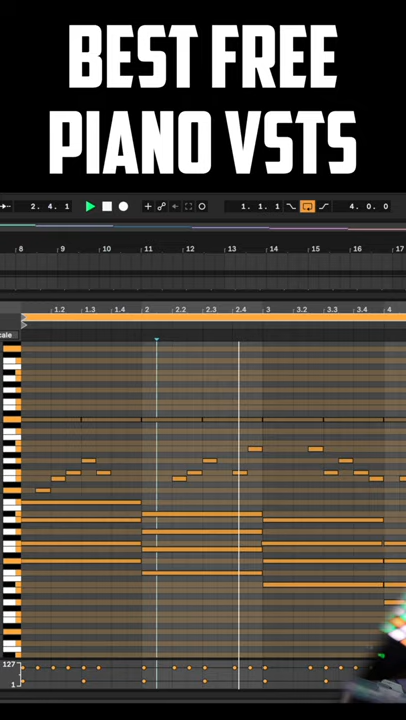 BEST FREE
PIANO VSTS
2. 4. 1
1. 1. 1
4. 0. 0
8 9 10 11 12 13 14 15 16 17
1.2 1.3 1.4 2 2.2 2.3 2.4 3 3.2 3.3 3.4 4
cale
127
1